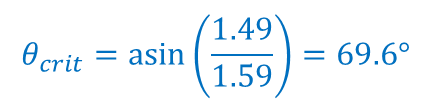 θ_crit = asin(1.49/1.59) = 69.6°